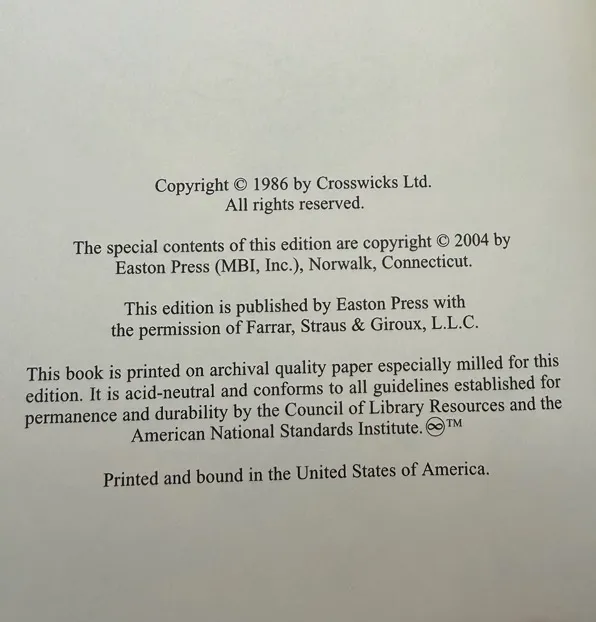 Copyright © 1986 by Crosswicks Ltd.
All rights reserved.
The special contents of this edition are copyright © 2004 by
Easton Press (MBI, Inc.), Norwalk, Connecticut.
This edition is published by Easton Press with
the permission of Farrar, Straus & Giroux, L.L.C.
This book is printed on archival quality paper especially milled for this
edition. It is acid-neutral and conforms to all guidelines established for
permanence and durability by the Council of Library Resources and the
American National Standards Institute. ♾™
Printed and bound in the United States of America.